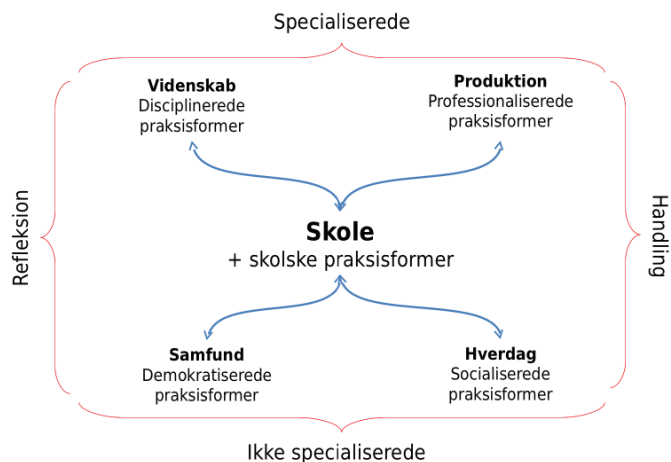 Specialiserede
Videnskab
Disciplinerede
praksisformer
Produktion
Professionaliserede
praksisformer
Refleksion
Skole
+ skolske praksisformer
Handling
Samfund
Demokratiserede
praksisformer
Hverdag
Socialiserede
praksisformer
Ikke specialiserede